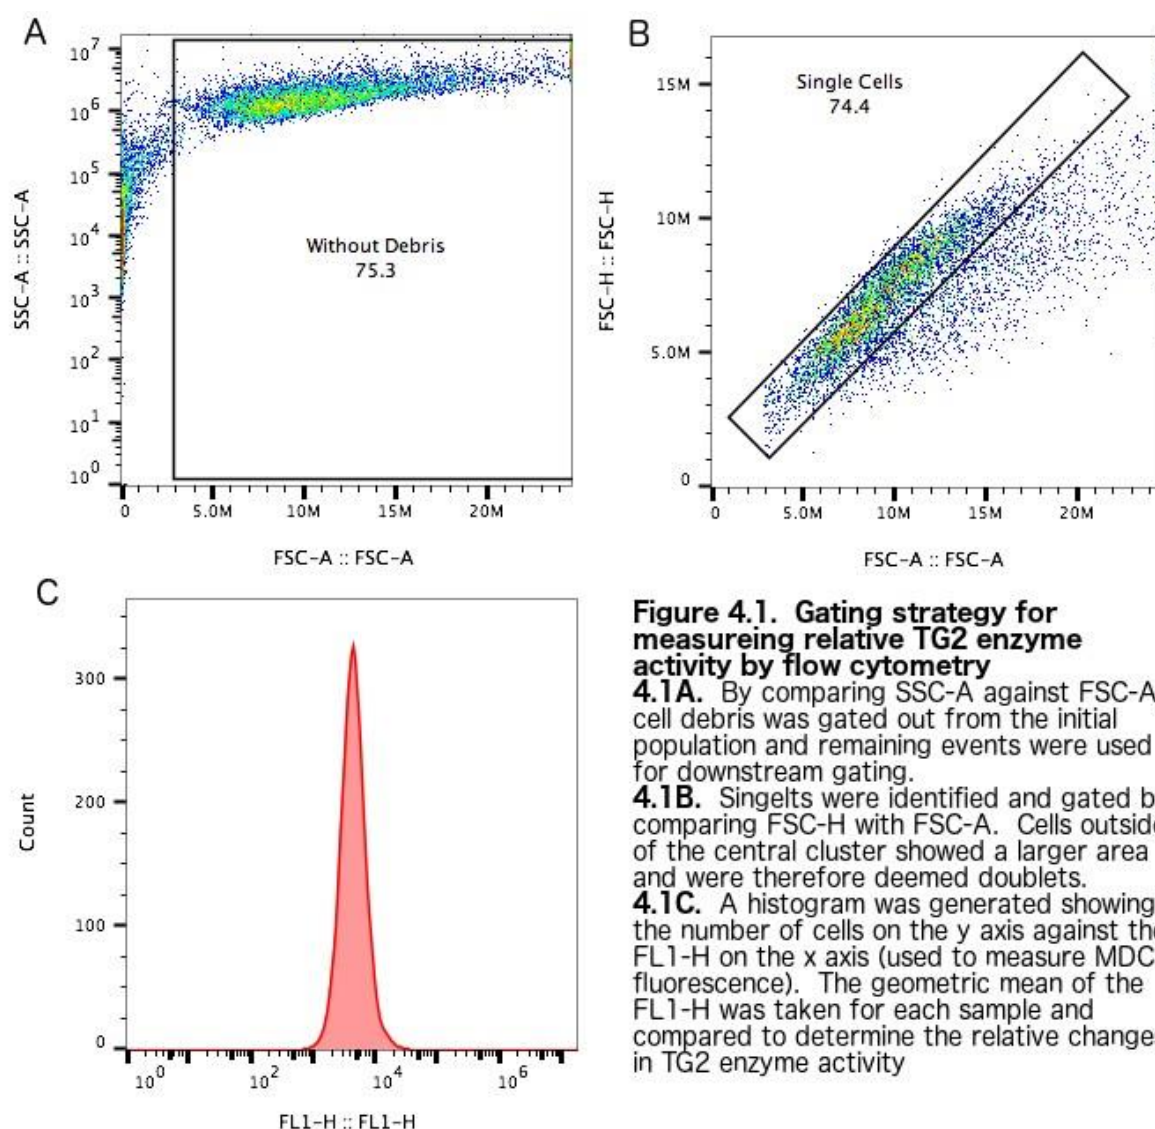 A
SSC-A :: SSC-A
10^7
10^6
10^5
10^4
10^3
10^2
10^1
10^0
Without Debris
75.3
0 5.0M 10M 15M 20M
FSC-A :: FSC-A
B
FSC-H :: FSC-H
15M
10M
5.0M
0
Single Cells
74.4
0 5.0M 10M 15M 20M
FSC-A :: FSC-A
C
Count
300
200
100
0
10^0 10^2 10^4 10^6
FL1-H :: FL1-H
Figure 4.1. Gating strategy for
measureing relative TG2 enzyme
activity by flow cytometry
4.1A. By comparing SSC-A against FSC-A
cell debris was gated out from the initial
population and remaining events were used
for downstream gating.
4.1B. Singelts were identified and gated b
comparing FSC-H with FSC-A. Cells outside
of the central cluster showed a larger area
and were therefore deemed doublets.
4.1C. A histogram was generated showing
the number of cells on the y axis against the
FL1-H on the x axis (used to measure MDC
fluorescence). The geometric mean of the
FL1-H was taken for each sample and
compared to determine the relative change
in TG2 enzyme activity